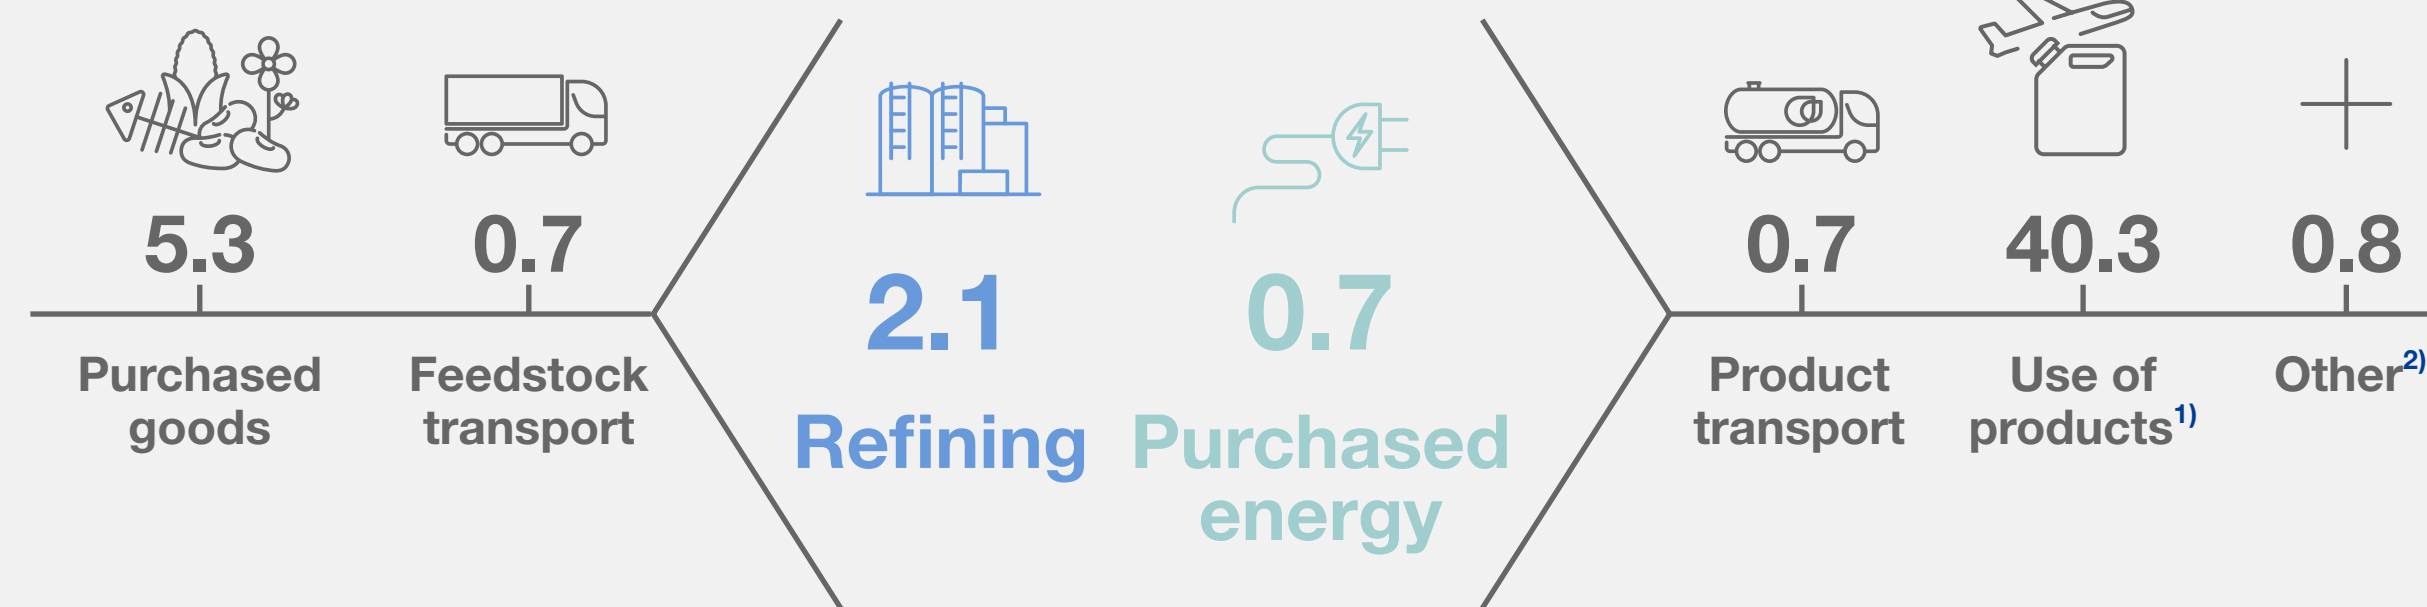 5.3
Purchased
goods
0.7
Feedstock
transport
2.1
Refining
0.7
Purchased
energy
0.7
Product
transport
40.3
Use of
products1)
0.8
Other2)